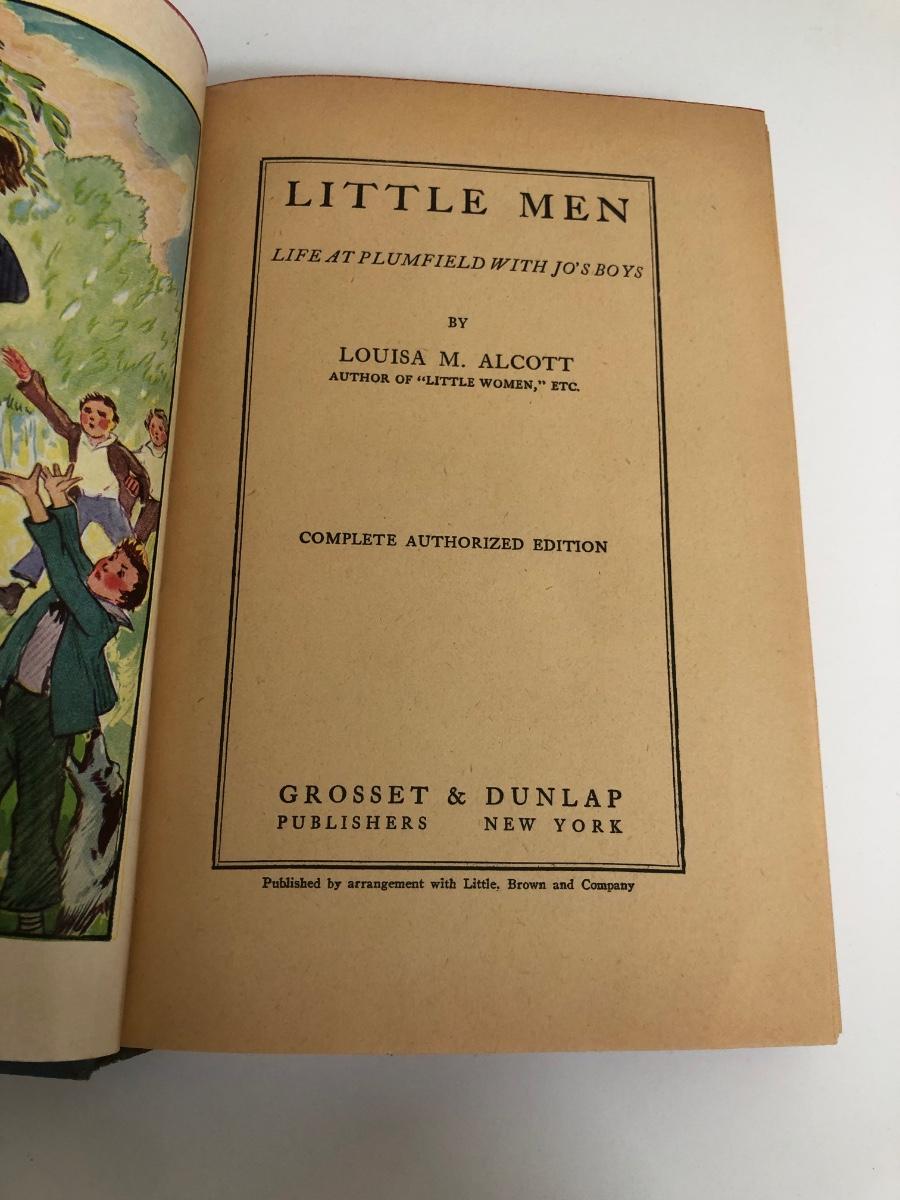 LITTLE MEN
LIFE AT PLUMFIELD WITH JO'S BOYS
BY
LOUISA M. ALCOTT
AUTHOR OF "LITTLE WOMEN," ETC.
COMPLETE AUTHORIZED EDITION
GROSSET & DUNLAP
PUBLISHERS NEW YORK
Published by arrangement with Little, Brown and Company